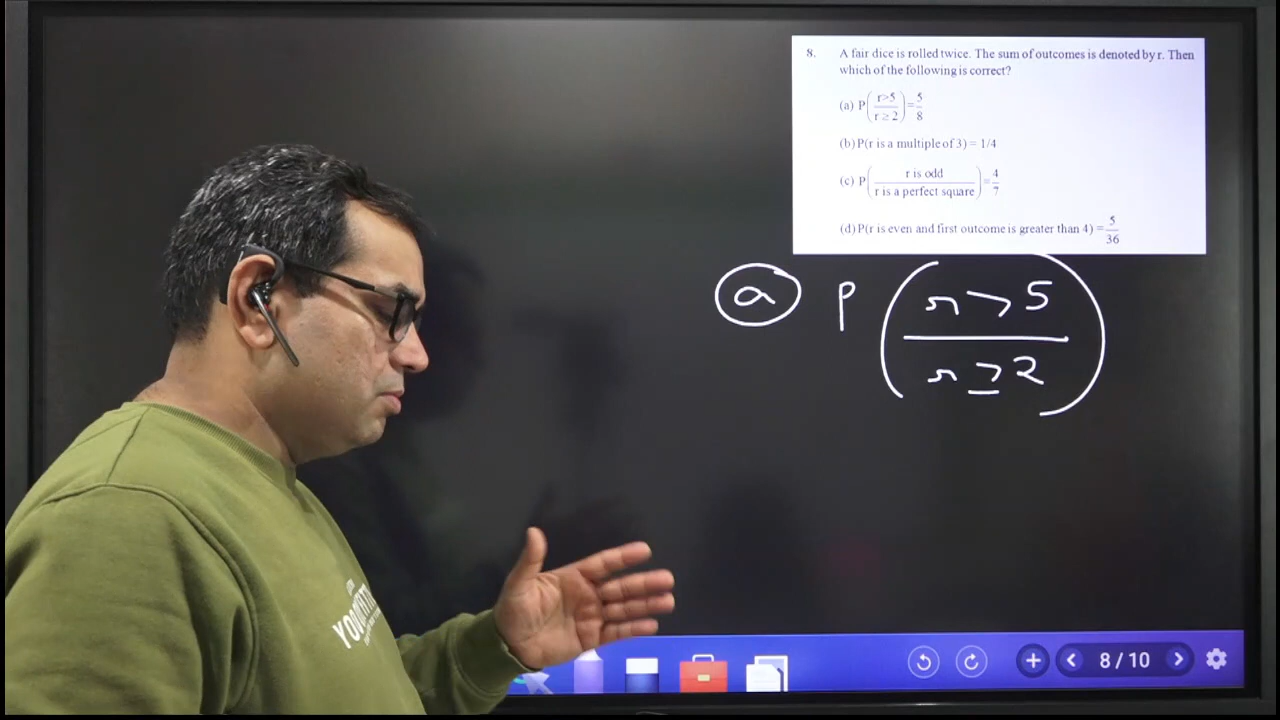 8. A fair dice is rolled twice. The sum of outcomes is denoted by r. Then
which of the following is correct?
(a) P(r>5 / r≥2) = 5/8
(b) P(r is a multiple of 3) = 1/4
(c) P(r is odd / r is a perfect square) = 4/7
(d) P(r is even and first outcome is greater than 4) = 5/36
(a) P(r > 5 / r ≥ 2)
8 / 10